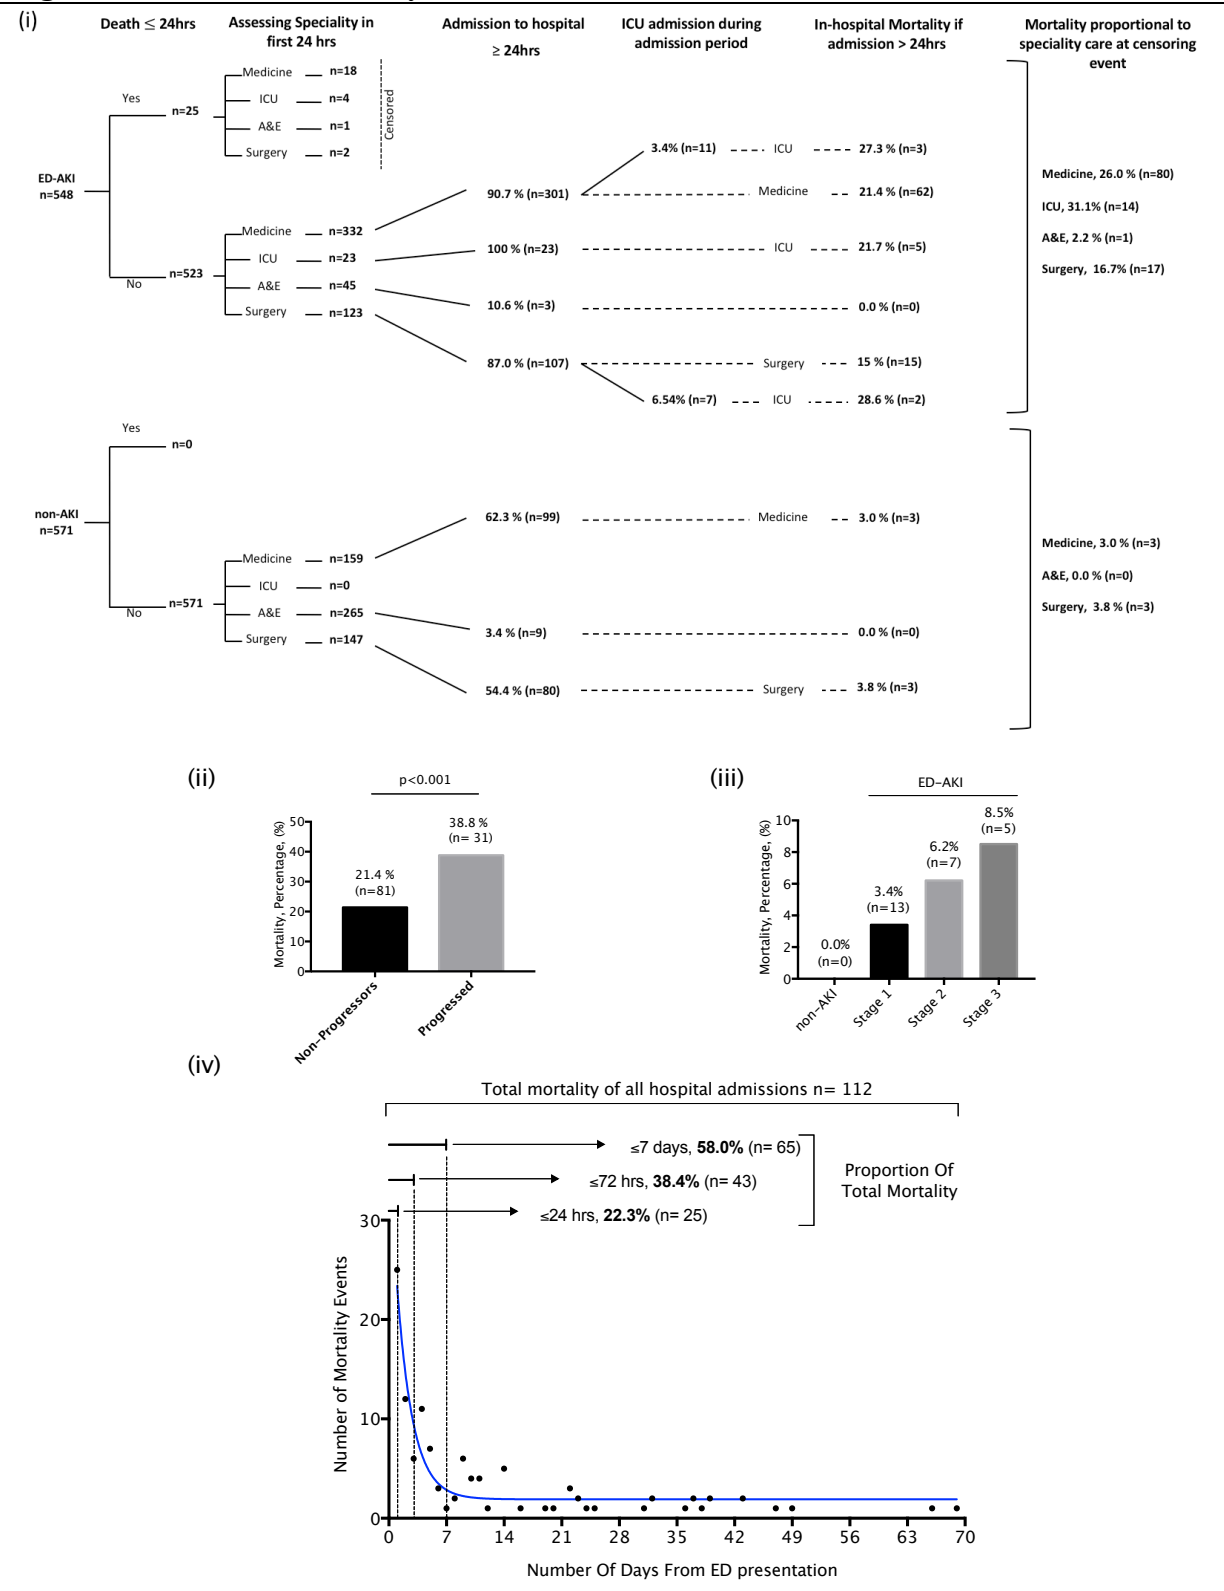 (i)
Death ≤ 24hrs
Assessing Speciality in
first 24 hrs
Admission to hospital
≥ 24hrs
ICU admission during
admission period
In-hospital Mortality if
admission > 24hrs
Mortality proportional to
speciality care at censoring
event
ED-AKI
n=548
Yes
n=25
Medicine n=18
ICU n=4
A&E n=1
Surgery n=2
Censored
No
n=523
Medicine n=332
ICU n=23
A&E n=45
Surgery n=123
90.7 % (n=301)
3.4% (n=11) ICU 27.3 % (n=3)
Medicine 21.4 % (n=62)
100 % (n=23) ICU 21.7 % (n=5)
10.6 % (n=3) 0.0 % (n=0)
87.0 % (n=107) Surgery 15 % (n=15)
6.54% (n=7) ICU 28.6 % (n=2)
Medicine, 26.0 % (n=80)
ICU, 31.1% (n=14)
A&E, 2.2 % (n=1)
Surgery, 16.7% (n=17)
non-AKI
n=571
Yes
n=0
No
n=571
Medicine n=159
ICU n=0
A&E n=265
Surgery n=147
62.3 % (n=99) Medicine 3.0 % (n=3)
3.4 % (n=9) 0.0 % (n=0)
54.4 % (n=80) Surgery 3.8 % (n=3)
Medicine, 3.0 % (n=3)
A&E, 0.0 % (n=0)
Surgery, 3.8 % (n=3)
(ii)
p<0.001
Mortality, Percentage, (%)
50
40
30
20
10
0
21.4 %
(n=81)
38.8 %
(n= 31)
Non-Progressors
Progressed
(iii)
ED-AKI
Mortality, Percentage, (%)
10
8
6
4
2
0
0.0%
(n=0)
3.4%
(n=13)
6.2%
(n=7)
8.5%
(n=5)
non-AKI
Stage 1
Stage 2
Stage 3
(iv)
Total mortality of all hospital admissions n= 112
≤7 days, 58.0% (n= 65)
≤72 hrs, 38.4% (n= 43)
≤24 hrs, 22.3% (n= 25)
Proportion Of
Total Mortality
Number of Mortality Events
30
20
10
0
0 7 14 21 28 35 42 49 56 63 70
Number Of Days From ED presentation